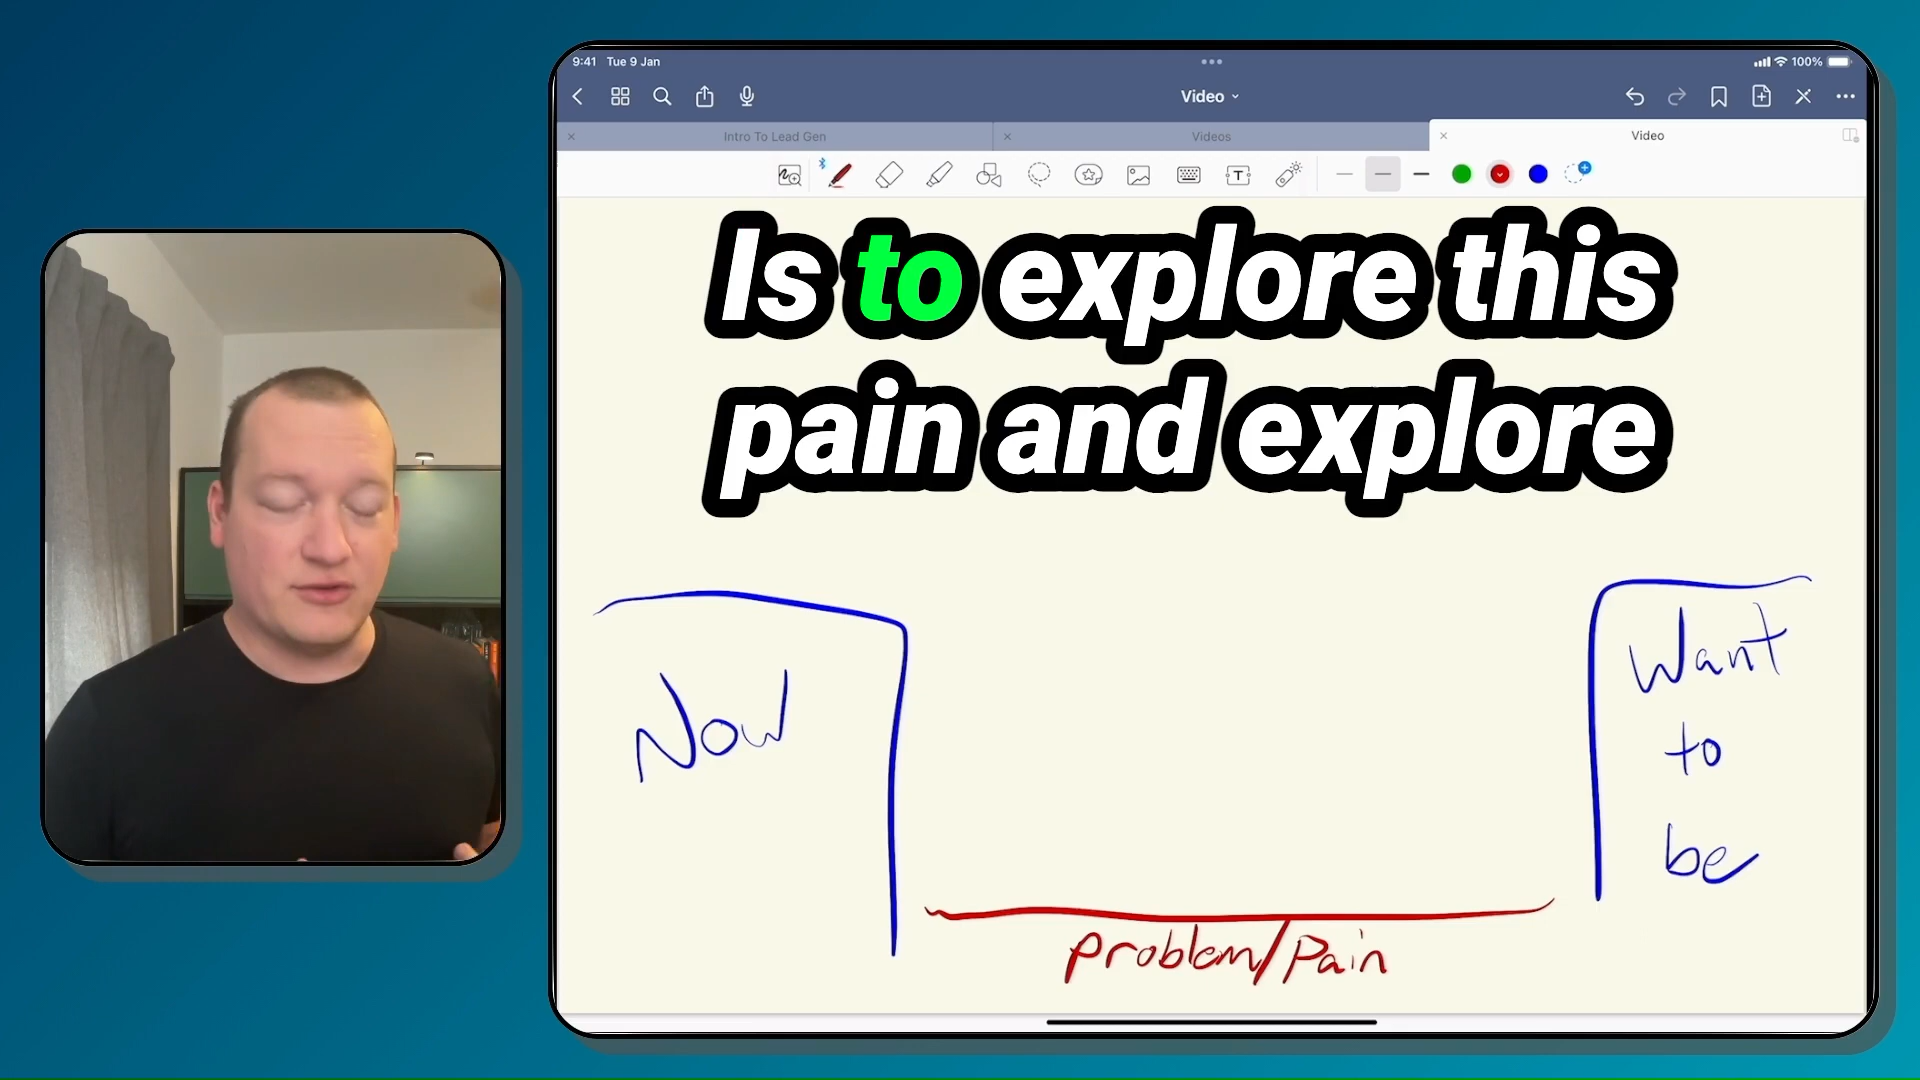 9:41 Tue 9 Jan
100%
Video
Intro To Lead Gen
Videos
Video
T
Is to explore this
pain and explore
Now
Want
to
be
Problem/Pain